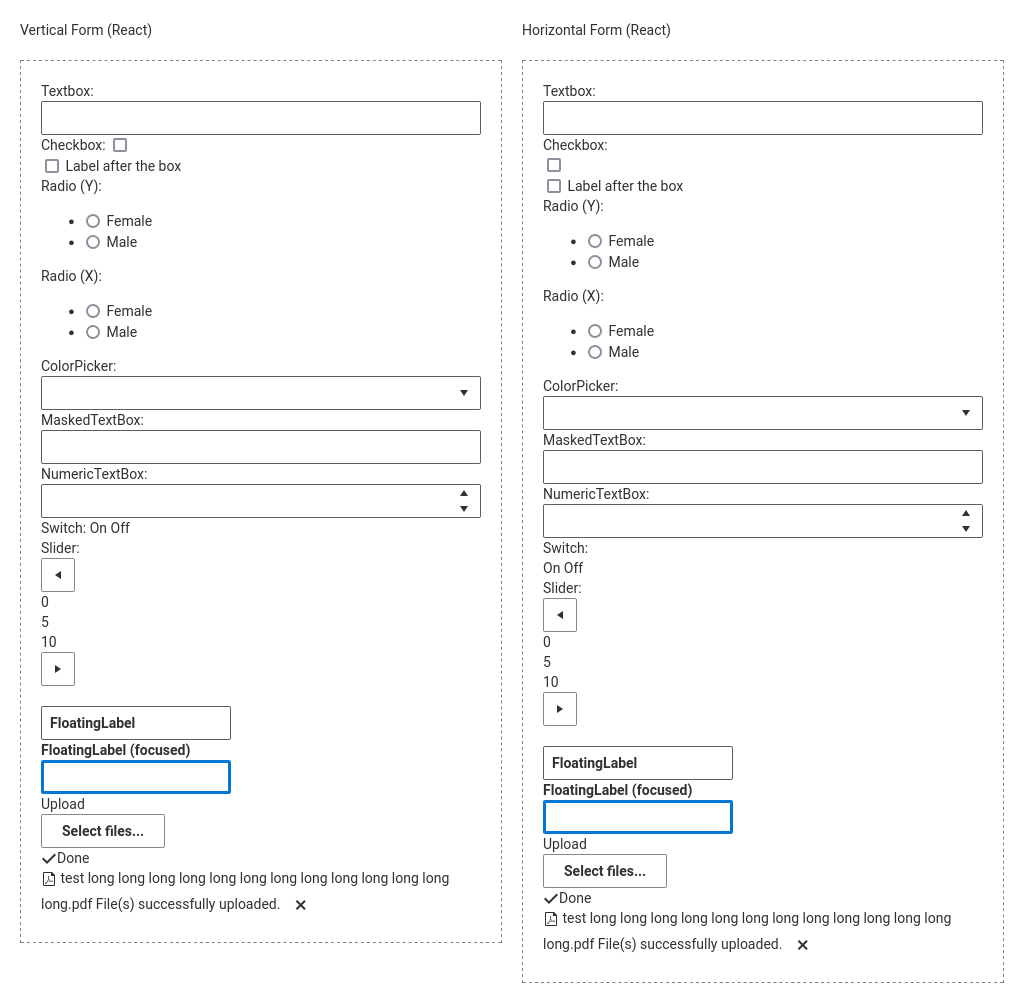 Vertical Form (React)
Textbox:
Checkbox:
Label after the box
Radio (Y):
Female
Male
Radio (X):
Female
Male
ColorPicker:
MaskedTextBox:
NumericTextBox:
Switch: On Off
Slider:
0
5
10
FloatingLabel
FloatingLabel (focused)
Upload
Select files...
Done
test long long long long long long long long long long long long
long.pdf File(s) successfully uploaded.
Horizontal Form (React)
Textbox:
Checkbox:
Label after the box
Radio (Y):
Female
Male
Radio (X):
Female
Male
ColorPicker:
MaskedTextBox:
NumericTextBox:
Switch:
On Off
Slider:
0
5
10
FloatingLabel
FloatingLabel (focused)
Upload
Select files...
Done
test long long long long long long long long long long long long
long.pdf File(s) successfully uploaded.